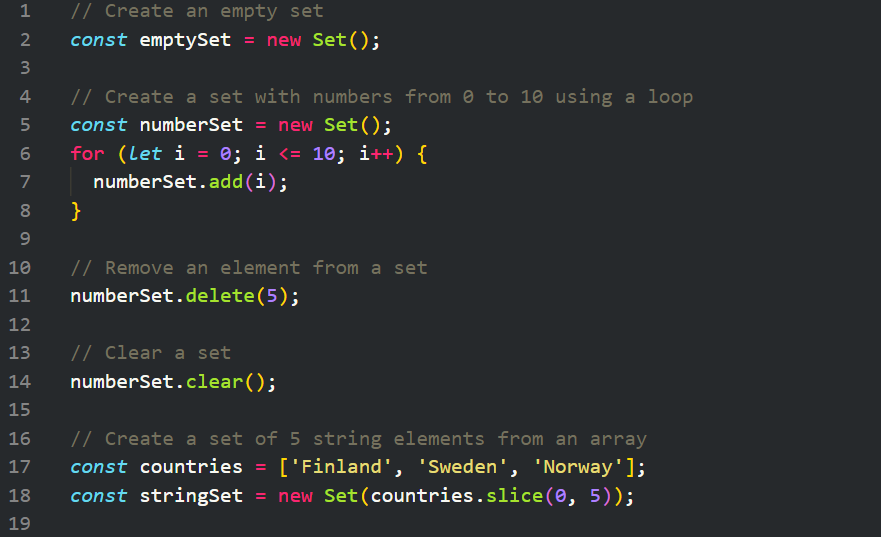 1 // Create an empty set
2 const emptySet = new Set();
3
4 // Create a set with numbers from 0 to 10 using a loop
5 const numberSet = new Set();
6 for (let i = 0; i <= 10; i++) {
7   numberSet.add(i);
8 }
9
10 // Remove an element from a set
11 numberSet.delete(5);
12
13 // Clear a set
14 numberSet.clear();
15
16 // Create a set of 5 string elements from an array
17 const countries = ['Finland', 'Sweden', 'Norway'];
18 const stringSet = new Set(countries.slice(0, 5));
19